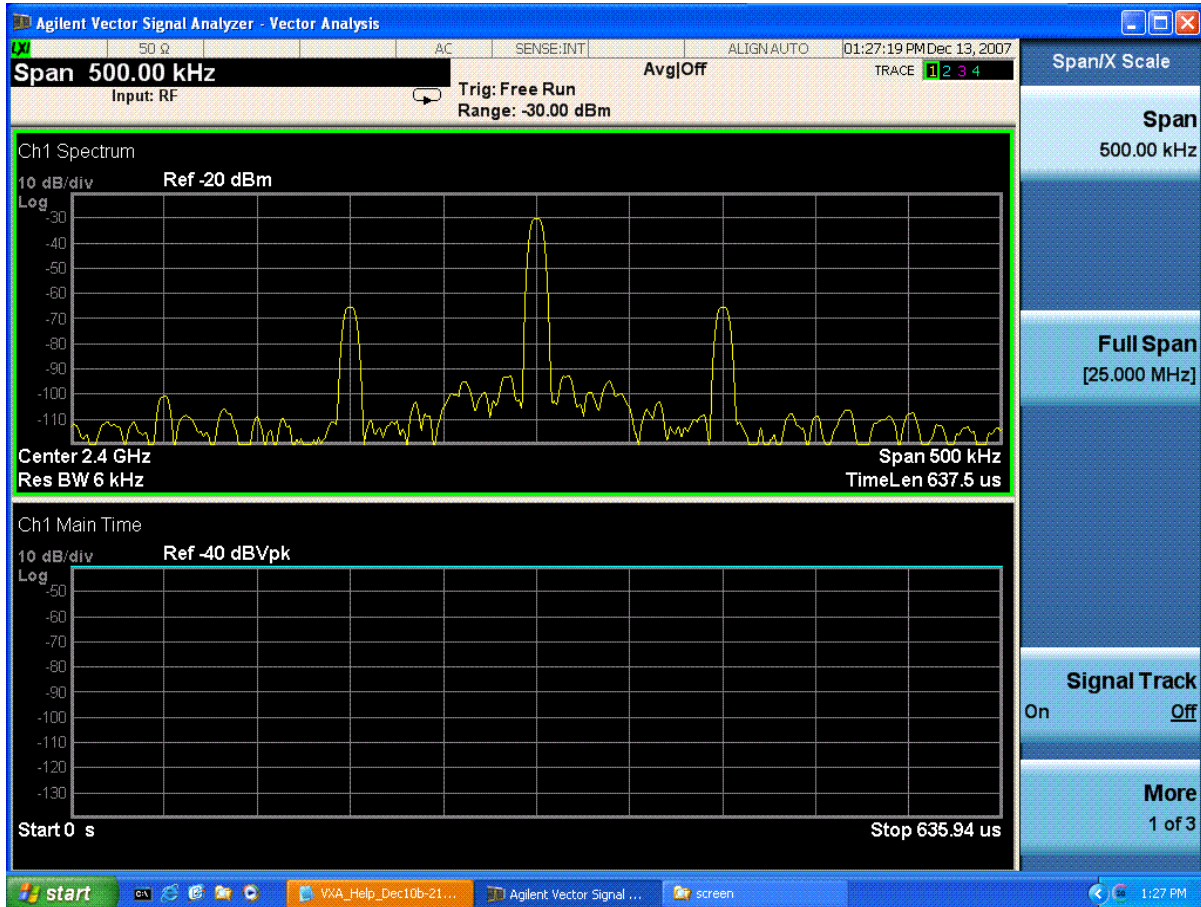 Agilent Vector Signal Analyzer - Vector Analysis
LXI 50 Ω AC SENSE:INT ALIGN AUTO 01:27:19 PM Dec 13, 2007
Span 500.00 kHz
Input: RF
Trig: Free Run
Range: -30.00 dBm
Avg|Off
TRACE 1 2 3 4
Ch1 Spectrum
10 dB/div Ref -20 dBm
Log
-30
-40
-50
-60
-70
-80
-90
-100
-110
Center 2.4 GHz Span 500 kHz
Res BW 6 kHz TimeLen 637.5 us
Ch1 Main Time
10 dB/div Ref -40 dBVpk
Log
-50
-60
-70
-80
-90
-100
-110
-120
-130
Start 0 s Stop 635.94 us
Span/X Scale
Span
500.00 kHz
Full Span
[25.000 MHz]
Signal Track
On Off
More
1 of 3
start VXA_Help_Dec10b-21... Agilent Vector Signal ... screen 1:27 PM